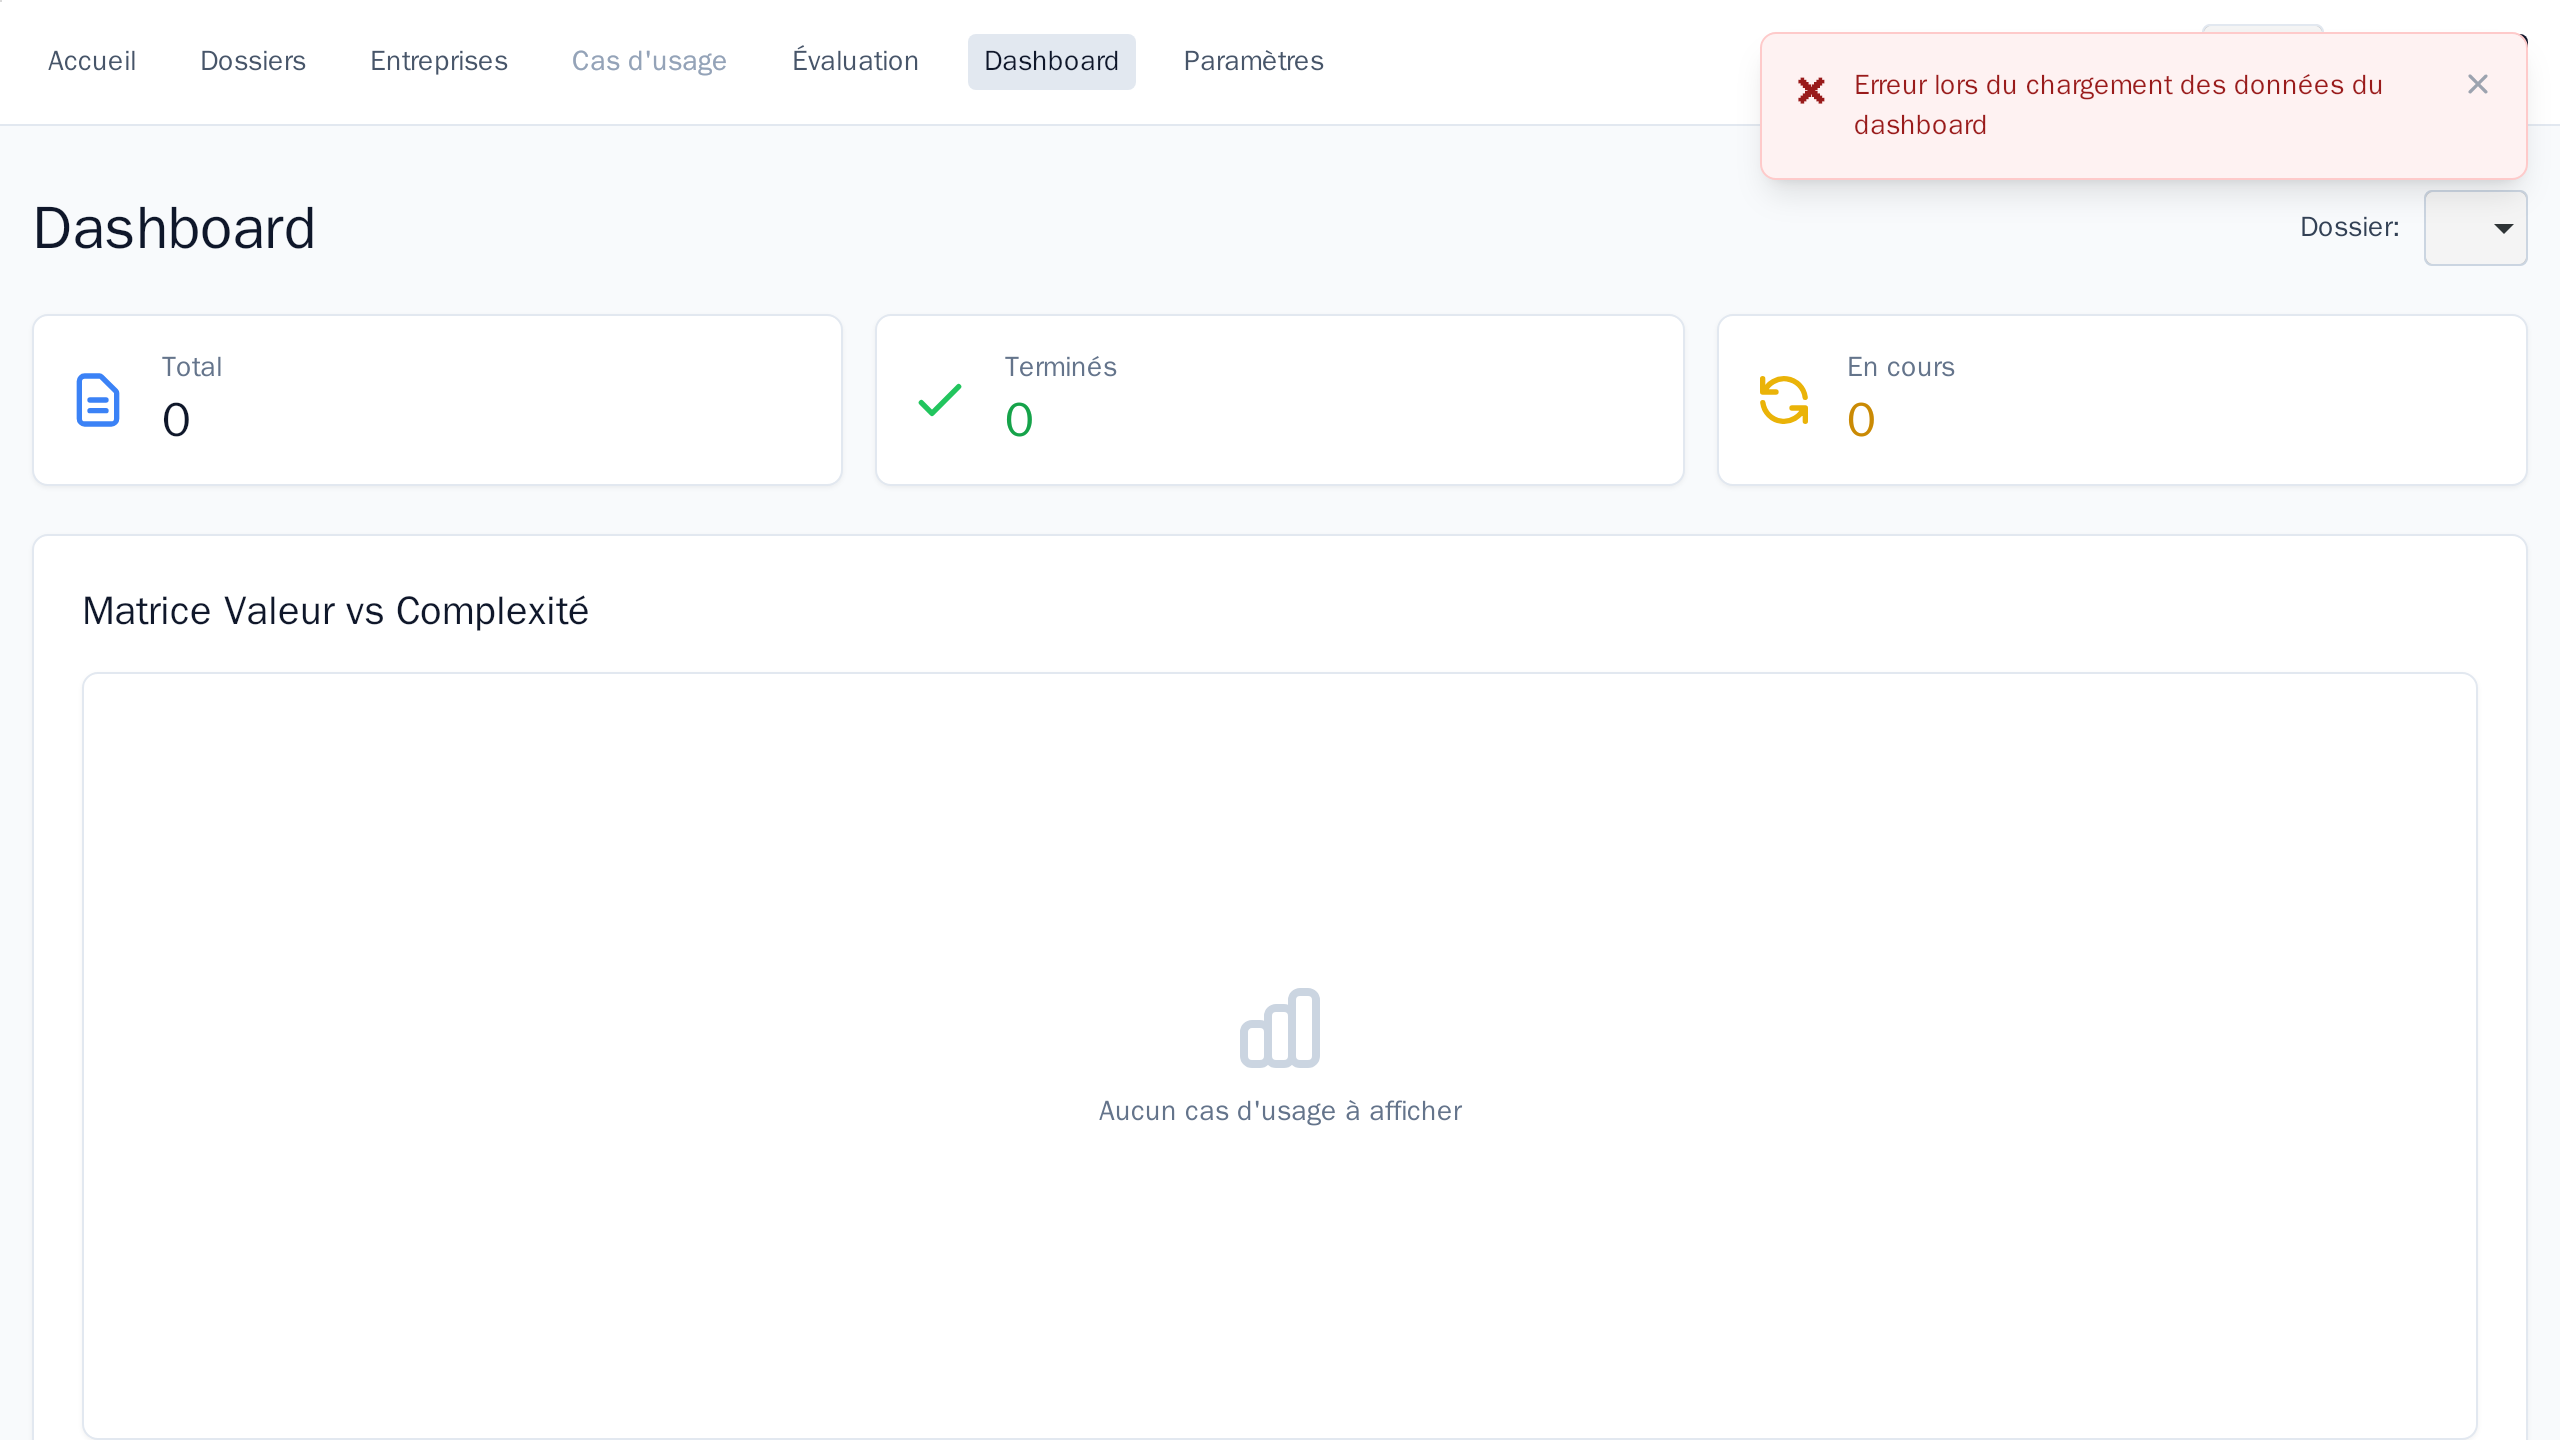 Accueil Dossiers Entreprises Cas d'usage Évaluation Dashboard Paramètres
Erreur lors du chargement des données du
dashboard
Dashboard
Dossier:
Total
0
Terminés
0
En cours
0
Matrice Valeur vs Complexité
Aucun cas d'usage à afficher